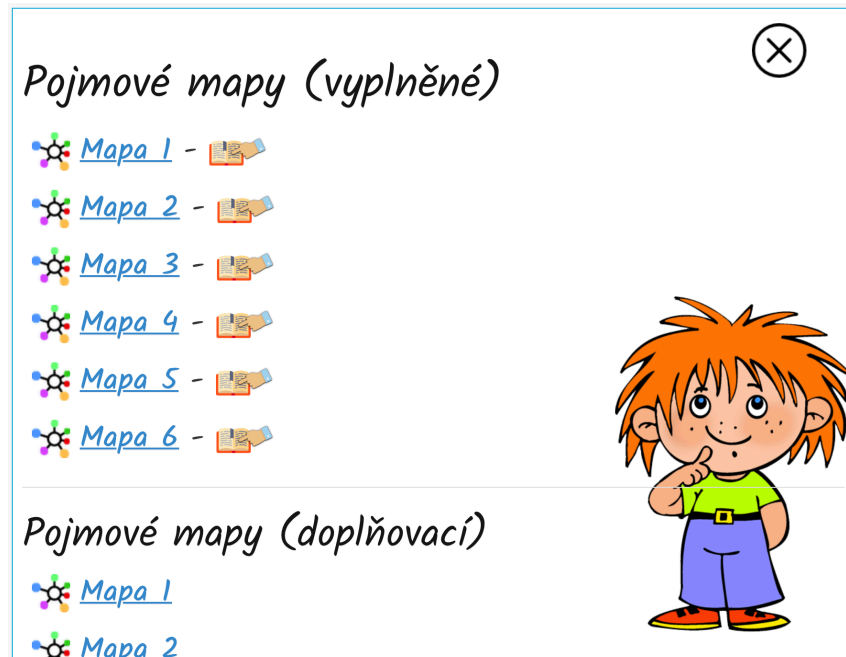 Pojmové mapy (vyplněné)
Mapa 1 -
Mapa 2 -
Mapa 3 -
Mapa 4 -
Mapa 5 -
Mapa 6 -
Pojmové mapy (doplňovací)
Mapa 1
Mapa 2